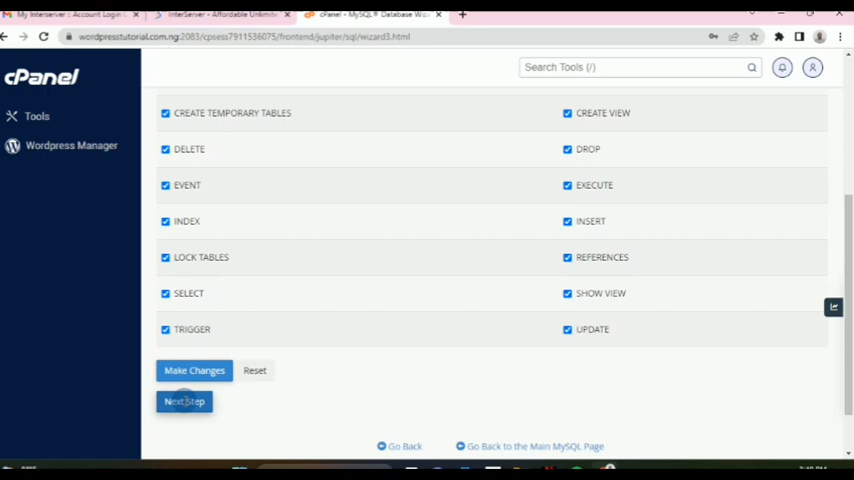 My Interserver :: Account Login
InterServer - Affordable Unlimite
cPanel - MySQL® Database Wiz
wordpresstutorial.com.ng:2083/cpsess7911536075/frontend/jupiter/sql/wizard3.html
cPanel
Search Tools (/)
Tools
Wordpress Manager
CREATE TEMPORARY TABLES
CREATE VIEW
DELETE
DROP
EVENT
EXECUTE
INDEX
INSERT
LOCK TABLES
REFERENCES
SELECT
SHOW VIEW
TRIGGER
UPDATE
Make Changes
Reset
Next Step
Go Back
Go Back to the Main MySQL Page